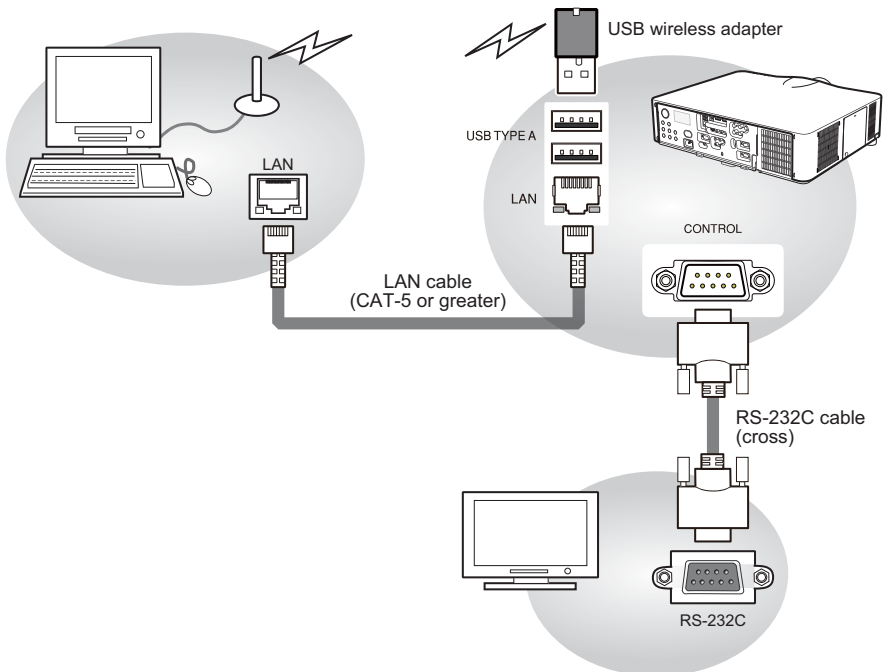 USB wireless adapter
USB TYPE A
LAN
LAN
CONTROL
LAN cable
(CAT-5 or greater)
RS-232C cable
(cross)
RS-232C